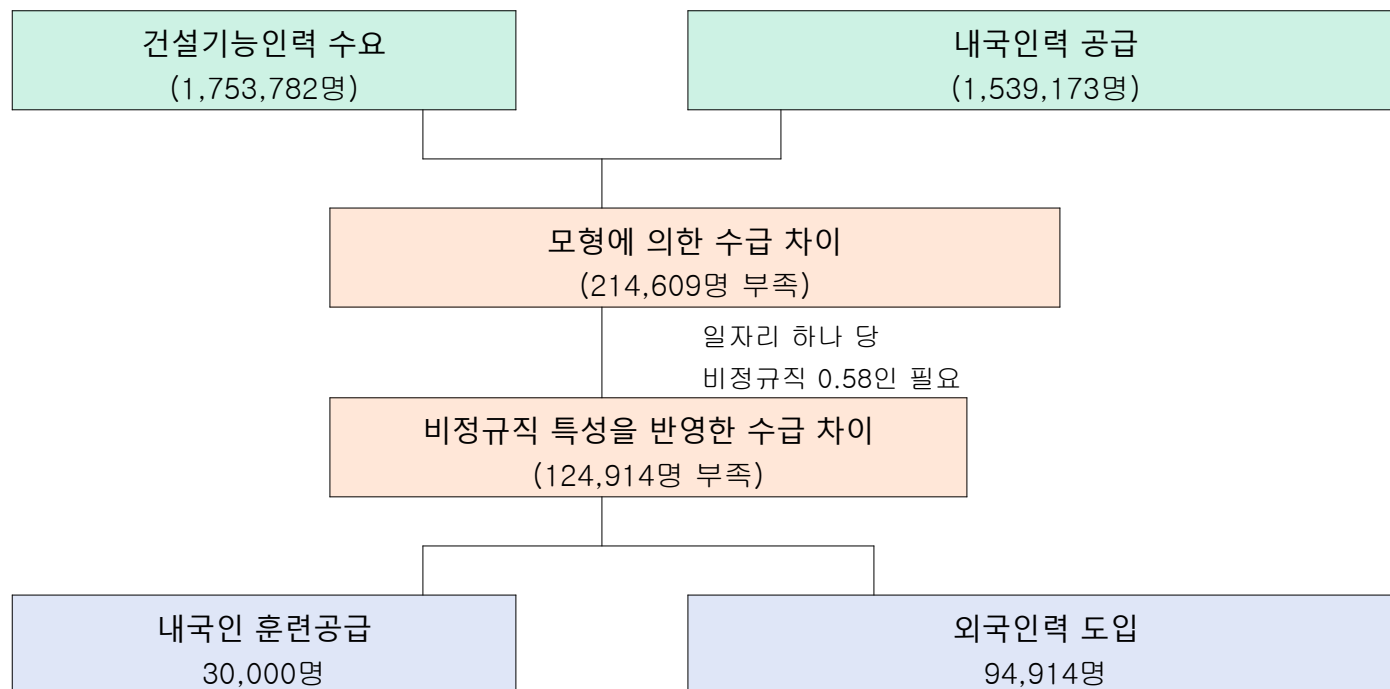 건설기능인력 수요
(1,753,782명)
내국인력 공급
(1,539,173명)
모형에 의한 수급 차이
(214,609명 부족)
일자리 하나 당
비정규직 0.58인 필요
비정규직 특성을 반영한 수급 차이
(124,914명 부족)
내국인 훈련공급
30,000명
외국인력 도입
94,914명